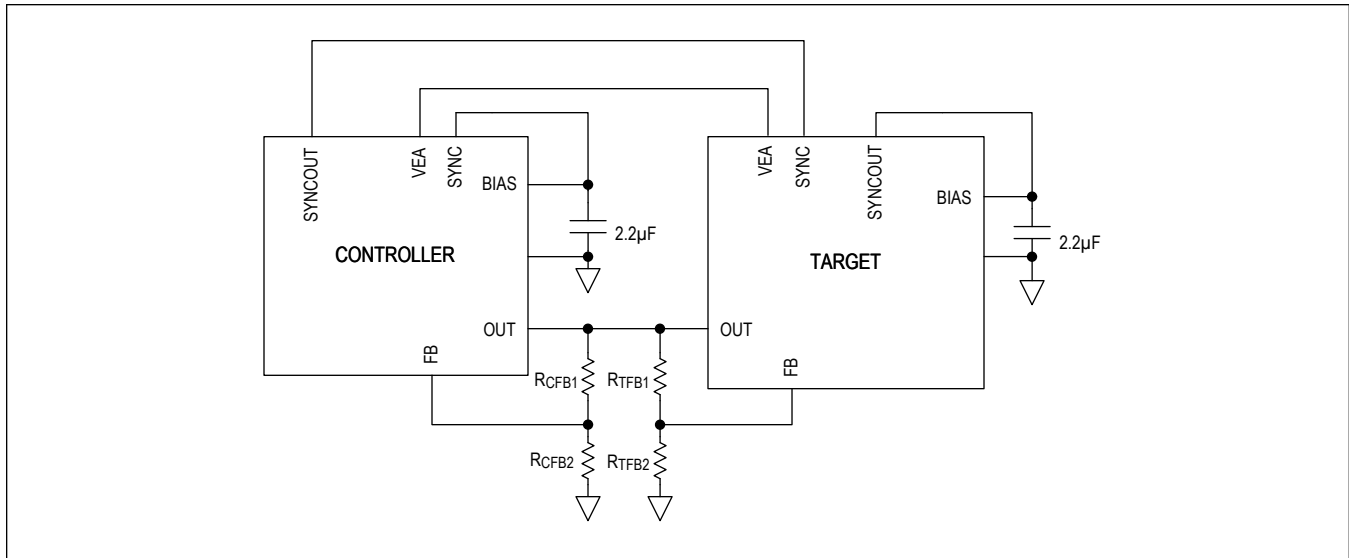 SYNCOUT
VEA
SYNC
BIAS
2.2µF
CONTROLLER
OUT
FB
RCFB1
RCFB2
RTFB1
RTFB2
VEA
SYNC
SYNCOUT
BIAS
2.2µF
TARGET
OUT
FB